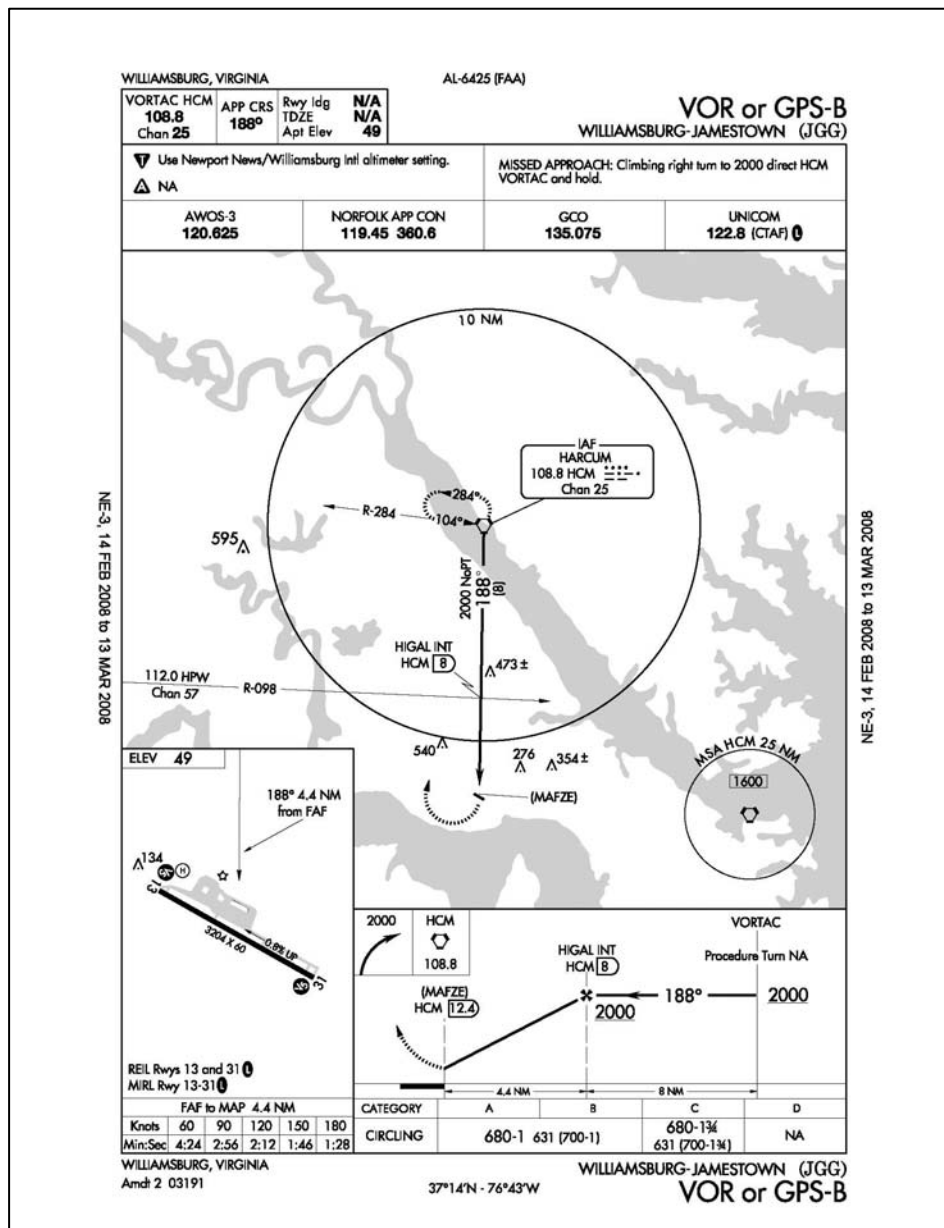 WILLIAMSBURG, VIRGINIA
AL-6425 (FAA)
VORTAC HCM
108.8
Chan 25
APP CRS
188°
Rwy ldg N/A
TDZE N/A
Apt Elev 49
VOR or GPS-B
WILLIAMSBURG-JAMESTOWN (JGG)
T Use Newport News/Williamsburg Intl altimeter setting.
A NA
MISSED APPROACH: Climbing right turn to 2000 direct HCM
VORTAC and hold.
AWOS-3
120.625
NORFOLK APP CON
119.45 360.6
GCO
135.075
UNICOM
122.8 (CTAF) L
10 NM
IAF
HARCUM
108.8 HCM
Chan 25
284°
R-284
104°
595
2000 NoPT
188°
(8)
HIGAL INT
HCM 8
473 ±
112.0 HPW
Chan 57
R-098
540
276
354 ±
(MAFZE)
MSA HCM 25 NM
1600
NE-3, 14 FEB 2008 to 13 MAR 2008
NE-3, 14 FEB 2008 to 13 MAR 2008
ELEV 49
188° 4.4 NM
from FAF
134
H
13
3204 X 60
0.8% UP
31
REIL Rwys 13 and 31 L
MIRL Rwy 13-31 L
FAF to MAP 4.4 NM
Knots 60 90 120 150 180
Min:Sec 4:24 2:56 2:12 1:46 1:28
2000
HCM
108.8
VORTAC
HIGAL INT
HCM 8
Procedure Turn NA
(MAFZE)
HCM 12.4
2000
188°
2000
4.4 NM
8 NM
CATEGORY A B C D
CIRCLING 680-1 631 (700-1) 680-1¾ 631 (700-1¾) NA
WILLIAMSBURG, VIRGINIA
Amdt 2 03191
37°14'N - 76°43'W
WILLIAMSBURG-JAMESTOWN (JGG)
VOR or GPS-B